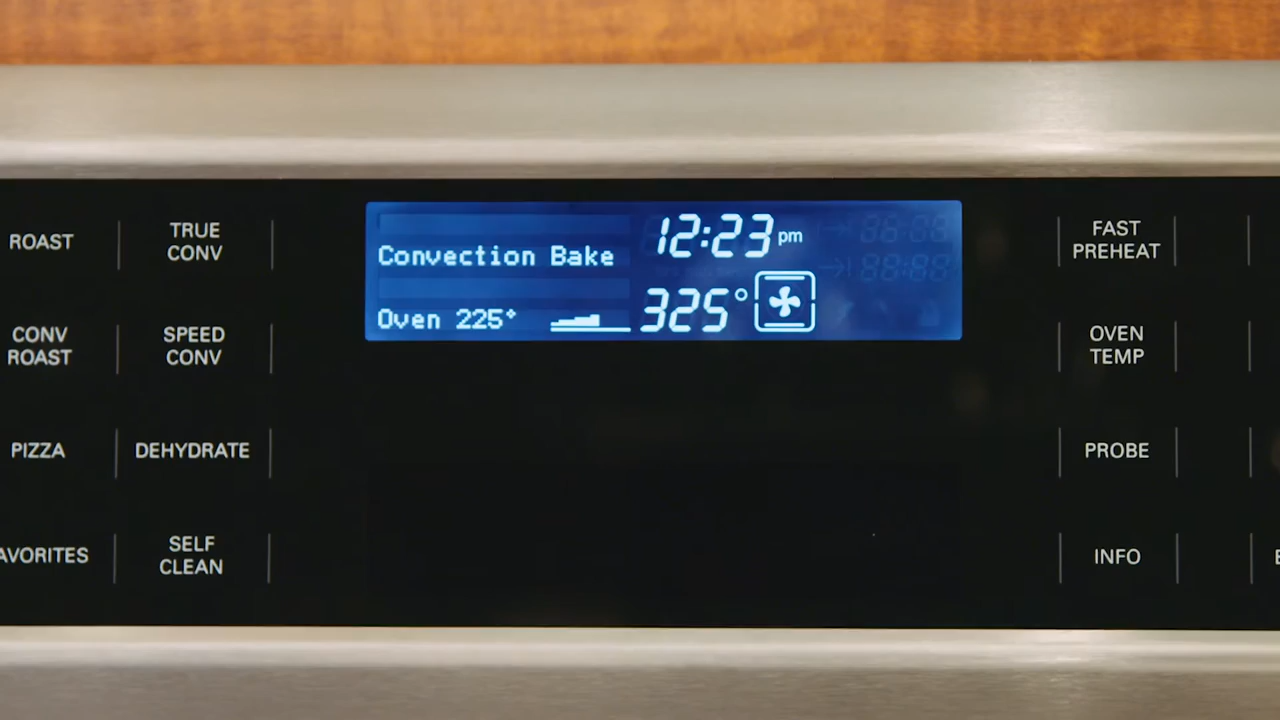 ROAST
TRUE
CONV
CONV
ROAST
SPEED
CONV
PIZZA
DEHYDRATE
AVORITES
SELF
CLEAN
12:23 pm
Convection Bake
325°
Oven 225°
FAST
PREHEAT
OVEN
TEMP
PROBE
INFO